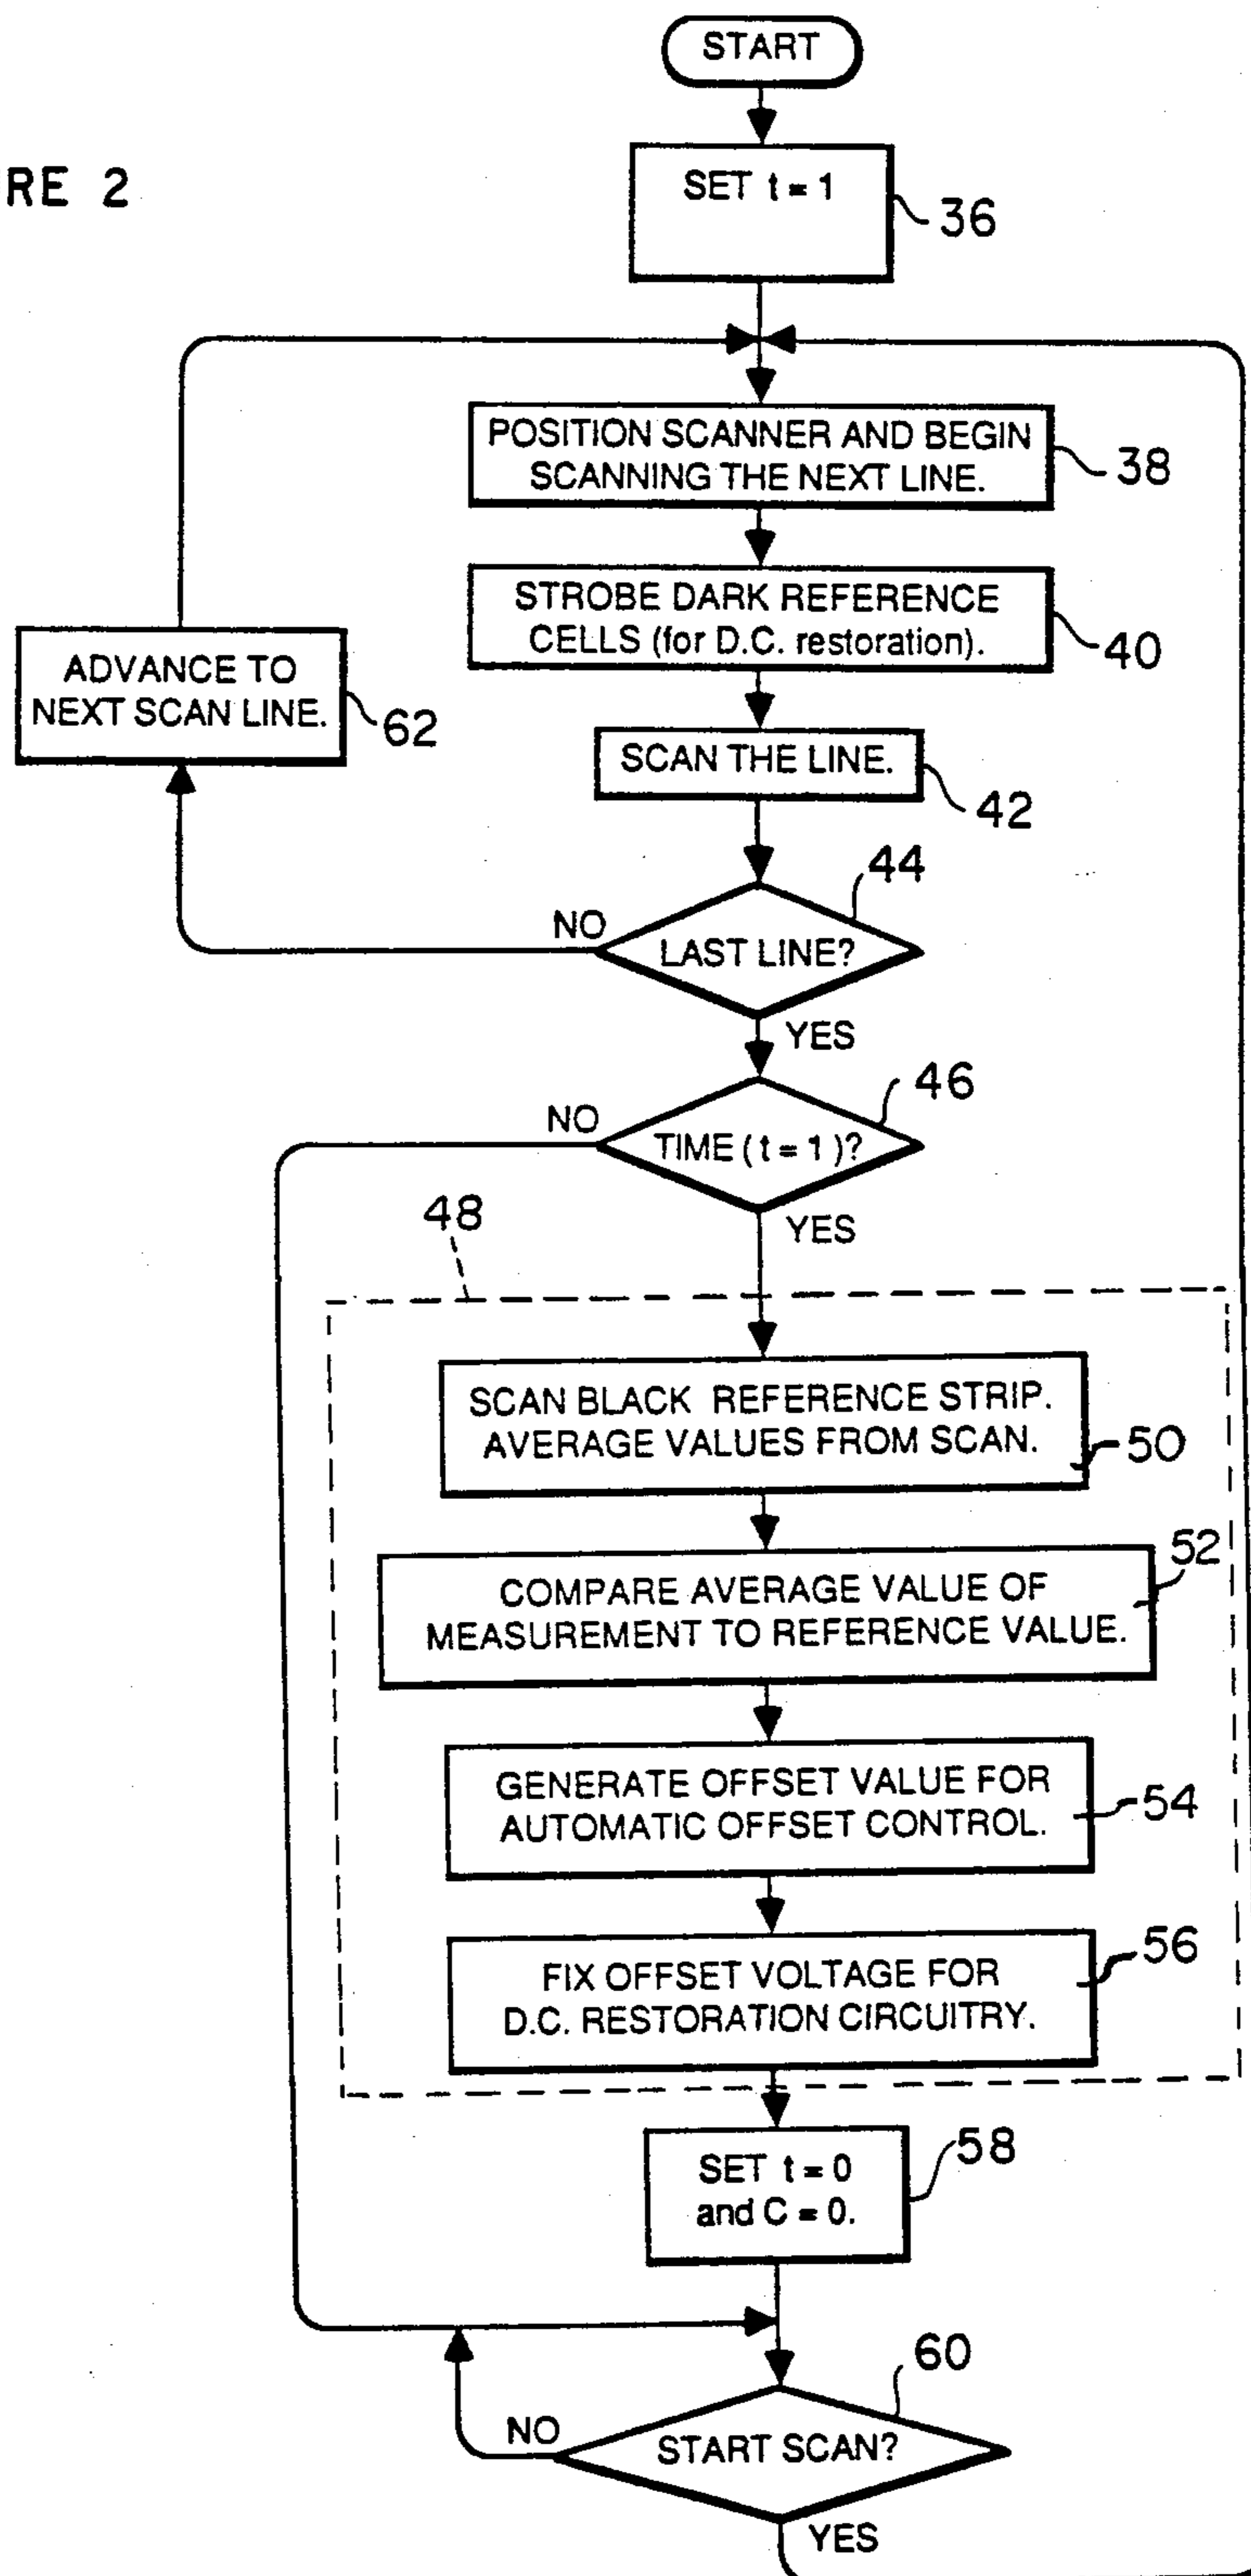 START
RE 2
SET t = 1
36
POSITION SCANNER AND BEGIN
SCANNING THE NEXT LINE.
38
STROBE DARK REFERENCE
CELLS (for D.C. restoration).
40
ADVANCE TO
NEXT SCAN LINE.
62
SCAN THE LINE.
42
44
NO
LAST LINE?
YES
46
NO
TIME ( t = 1 )?
YES
48
SCAN BLACK REFERENCE STRIP.
AVERAGE VALUES FROM SCAN.
50
52
COMPARE AVERAGE VALUE OF
MEASUREMENT TO REFERENCE VALUE.
GENERATE OFFSET VALUE FOR
AUTOMATIC OFFSET CONTROL.
54
56
FIX OFFSET VOLTAGE FOR
D.C. RESTORATION CIRCUITRY.
58
SET t = 0
and C = 0.
60
NO
START SCAN?
YES